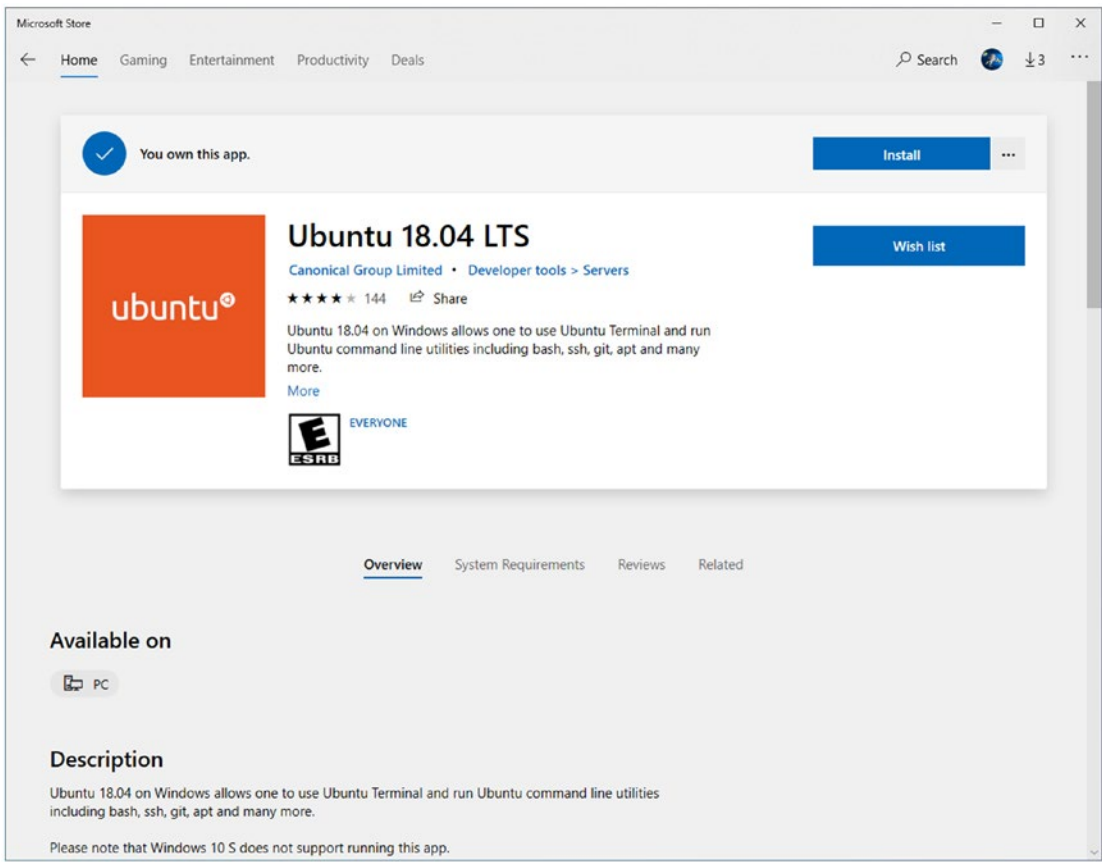 Microsoft Store
Home Gaming Entertainment Productivity Deals Search 3
You own this app. Install
ubuntu
Ubuntu 18.04 LTS
Wish list
Canonical Group Limited • Developer tools > Servers
144 Share
Ubuntu 18.04 on Windows allows one to use Ubuntu Terminal and run
Ubuntu command line utilities including bash, ssh, git, apt and many
more.
More
E
ESRB
EVERYONE
Overview System Requirements Reviews Related
Available on
PC
Description
Ubuntu 18.04 on Windows allows one to use Ubuntu Terminal and run Ubuntu command line utilities
including bash, ssh, git, apt and many more.
Please note that Windows 10 S does not support running this app.